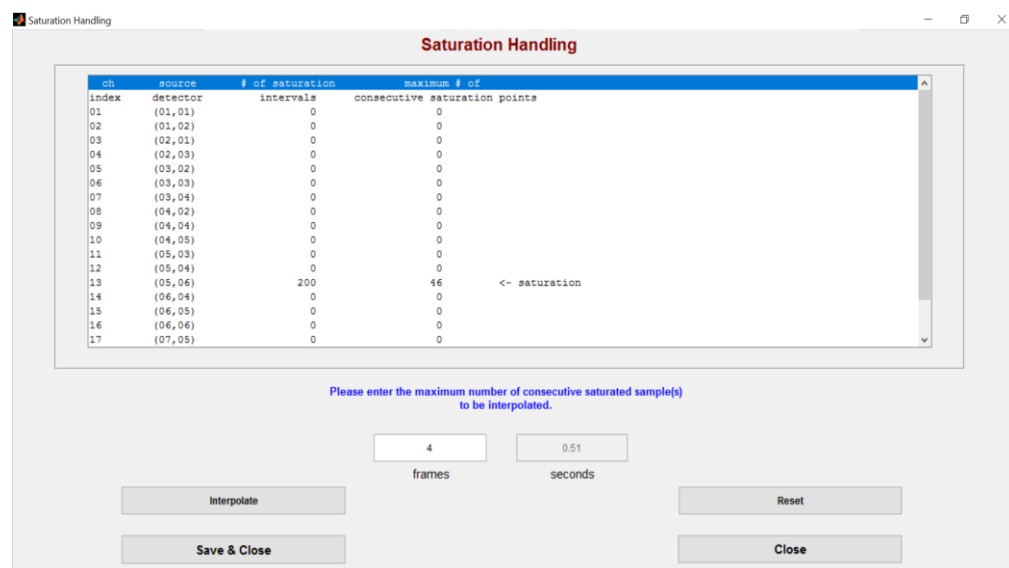 Saturation Handling
Saturation Handling
ch source # of saturation maximum # of
index detector intervals consecutive saturation points
01 (01,01) 0 0
02 (01,02) 0 0
03 (02,01) 0 0
04 (02,03) 0 0
05 (03,02) 0 0
06 (03,03) 0 0
07 (03,04) 0 0
08 (04,02) 0 0
09 (04,04) 0 0
10 (04,05) 0 0
11 (05,03) 0 0
12 (05,04) 0 0
13 (05,06) 200 46 <- saturation
14 (06,04) 0 0
15 (06,05) 0 0
16 (06,06) 0 0
17 (07,05) 0 0
Please enter the maximum number of consecutive saturated sample(s)
to be interpolated.
4 0.51
frames seconds
Interpolate Reset
Save & Close Close